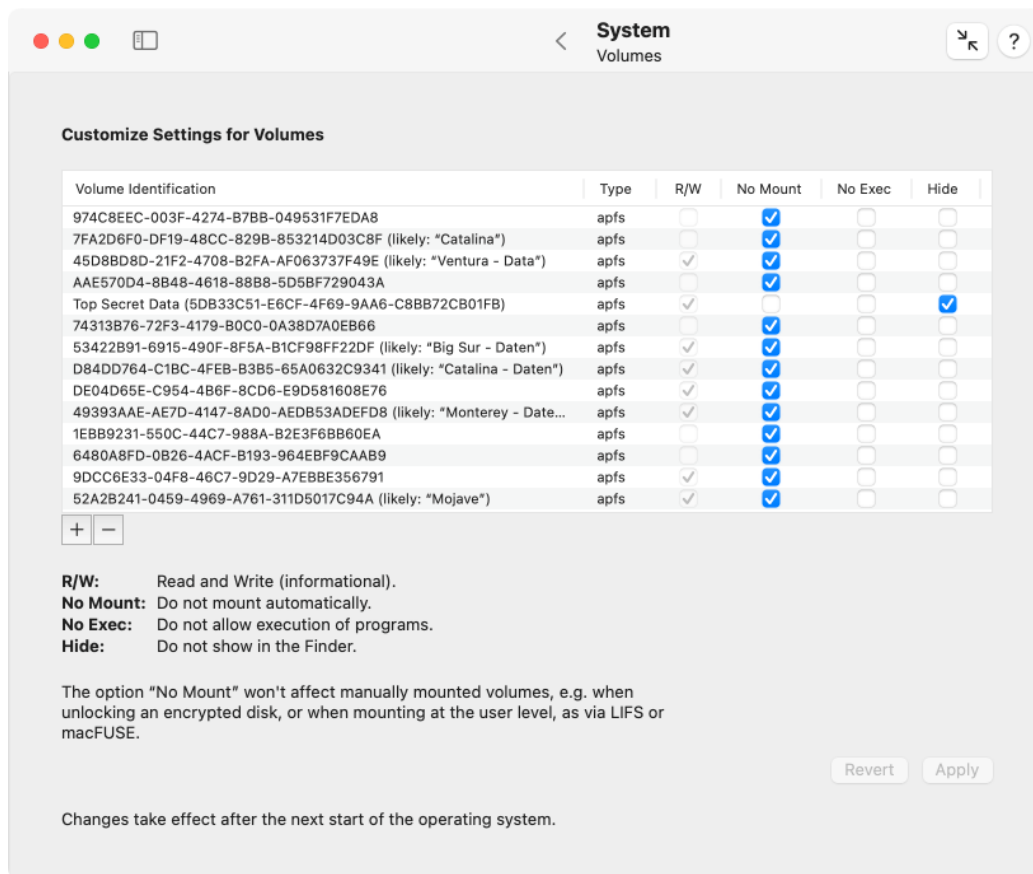 System
?
Volumes
Customize Settings for Volumes
Volume Identification Type R/W No Mount No Exec Hide
974C8EEC-003F-4274-B7BB-049531F7EDA8 apfs
7FA2D6F0-DF19-48CC-829B-853214D03C8F (likely: “Catalina”) apfs
45D8BD8D-21F2-4708-B2FA-AF063737F49E (likely: “Ventura - Data”) apfs
AAE570D4-8B48-4618-88B8-5D5BF729043A apfs
Top Secret Data (5DB33C51-E6CF-4F69-9AA6-C8BB72CB01FB) apfs
74313B76-72F3-4179-B0C0-0A38D7A0EB66 apfs
53422B91-6915-490F-8F5A-B1CF98FF22DF (likely: “Big Sur - Daten”) apfs
D84DD764-C1BC-4FEB-B3B5-65A0632C9341 (likely: “Catalina - Daten”) apfs
DE04D65E-C954-4B6F-8CD6-E9D581608E76 apfs
49393AAE-AE7D-4147-8AD0-AEDB53ADEFD8 (likely: “Monterey - Date... apfs
1EBB9231-550C-44C7-988A-B2E3F6BB60EA apfs
6480A8FD-0B26-4ACF-B193-964EBF9CAAB9 apfs
9DCC6E33-04F8-46C7-9D29-A7EBBE356791 apfs
52A2B241-0459-4969-A761-311D5017C94A (likely: “Mojave”) apfs
+ −
R/W: Read and Write (informational).
No Mount: Do not mount automatically.
No Exec: Do not allow execution of programs.
Hide: Do not show in the Finder.
The option “No Mount” won't affect manually mounted volumes, e.g. when
unlocking an encrypted disk, or when mounting at the user level, as via LIFS or
macFUSE.
Revert Apply
Changes take effect after the next start of the operating system.